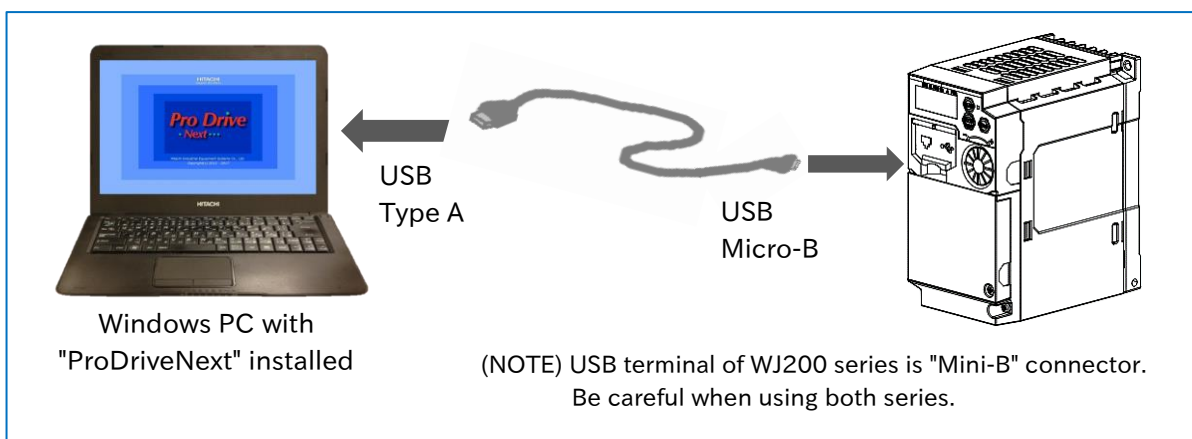 HITACHI
Pro Drive
Next
HITACHI
Windows PC with
"ProDriveNext" installed
USB
Type A
USB
Micro-B
(NOTE) USB terminal of WJ200 series is "Mini-B" connector.
Be careful when using both series.